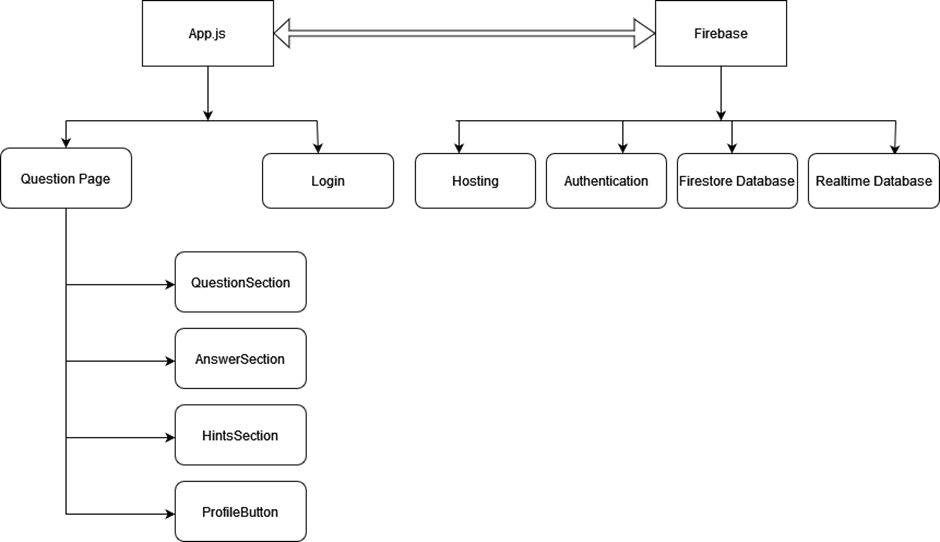 App.js
Firebase
Question Page
Login
Hosting
Authentication
Firestore Database
Realtime Database
QuestionSection
AnswerSection
HintsSection
ProfileButton